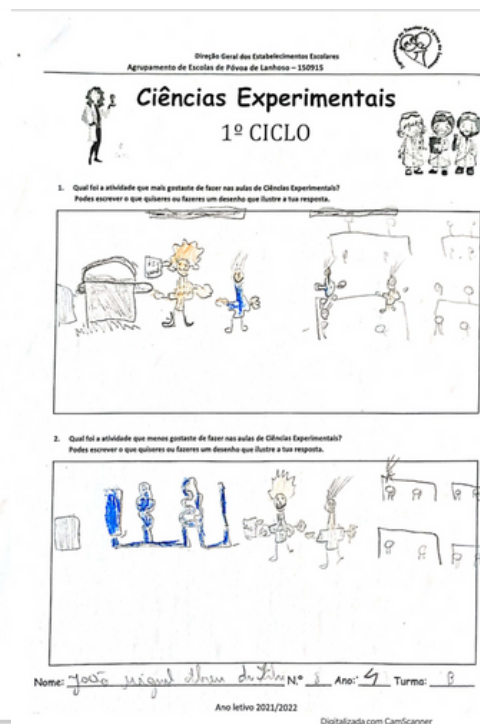 Direção Geral dos Estabelecimentos Escolares
Agrupamento de Escolas de Póvoa de Lanhoso – 150915
Ciências Experimentais
1º CICLO
1. Qual foi a atividade que mais gostaste de fazer nas aulas de Ciências Experimentais?
Podes escrever o que quiseres ou fazeres um desenho que ilustre a tua resposta.
2. Qual foi a atividade que menos gostaste de fazer nas aulas de Ciências Experimentais?
Podes escrever o que quiseres ou fazeres um desenho que ilustre a tua resposta.
Nome: João Miguel Abreu da Silva N.º 8 Ano: 4 Turma: B
Ano letivo 2021/2022
Digitalizada com CamScanner